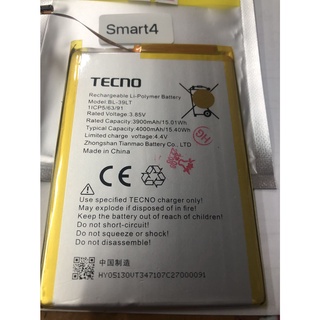 Smart4
TECNO
Rechargeable Li-Polymer Battery
Model: BL-39LT
1ICP5/63/91
Rated Voltage: 3.85V
Rated Capacity: 3900mAh/15.01Wh
Typical Capacity: 4000mAh/15.40Wh
Limited charge voltage: 4.4V
Zhongshan Tianmao Battery Co., LTD
Made in China
Use specified TECNO charger only!
May explode if disposed of in fire!
Keep out of reach of children!
Do not short-circuit!
Do not squeeze or shock!
Do not disassemble!
中国制造
HY05130VT347107C27000091